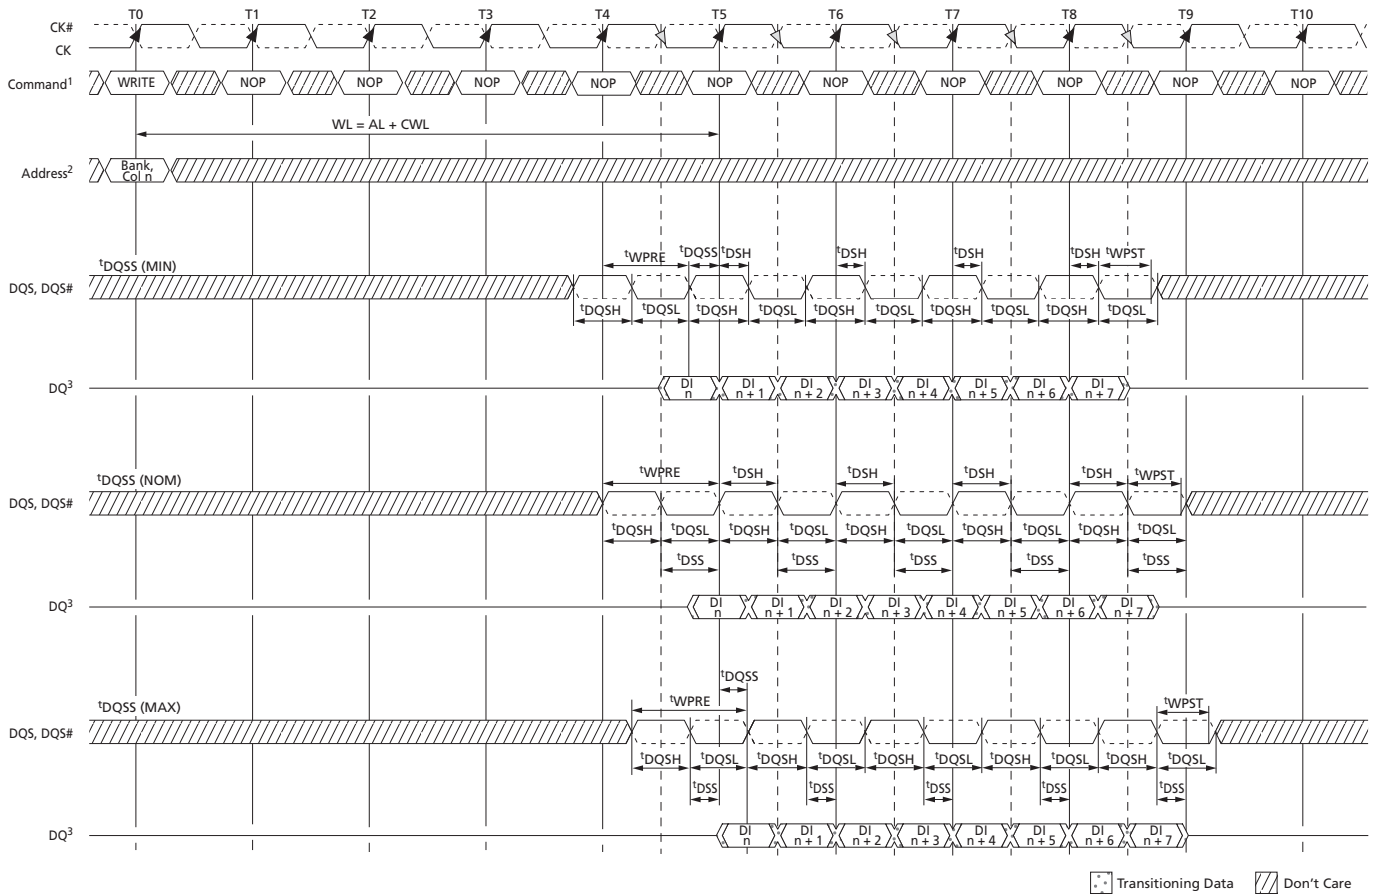 T0 T1 T2 T3 T4 T5 T6 T7 T8 T9 T10
CK#
CK
Command1 WRITE NOP NOP NOP NOP NOP NOP NOP NOP NOP NOP
WL = AL + CWL
Address2 Bank,
Col n
tDQSS (MIN) tWPRE tDQSS tDSH tDSH tDSH tDSH tWPST
DQS, DQS#
tDQSH tDQSL tDQSH tDQSL tDQSH tDQSL tDQSH tDQSL tDQSH tDQSL
DQ3 DI DI DI DI DI DI DI DI
n n + 1 n + 2 n + 3 n + 4 n + 5 n + 6 n + 7
tDQSS (NOM) tWPRE tDSH tDSH tDSH tDSH tWPST
DQS, DQS#
tDQSH tDQSL tDQSH tDQSL tDQSH tDQSL tDQSH tDQSL tDQSH tDQSL
tDSS tDSS tDSS tDSS tDSS
DQ3 DI DI DI DI DI DI DI DI
n n + 1 n + 2 n + 3 n + 4 n + 5 n + 6 n + 7
tDQSS
tDQSS (MAX) tWPRE tWPST
DQS, DQS#
tDQSH tDQSL tDQSH tDQSL tDQSH tDQSL tDQSH tDQSL tDQSH tDQSL
tDSS tDSS tDSS tDSS tDSS
DQ3 DI DI DI DI DI DI DI DI
n n + 1 n + 2 n + 3 n + 4 n + 5 n + 6 n + 7
Transitioning Data Don't Care